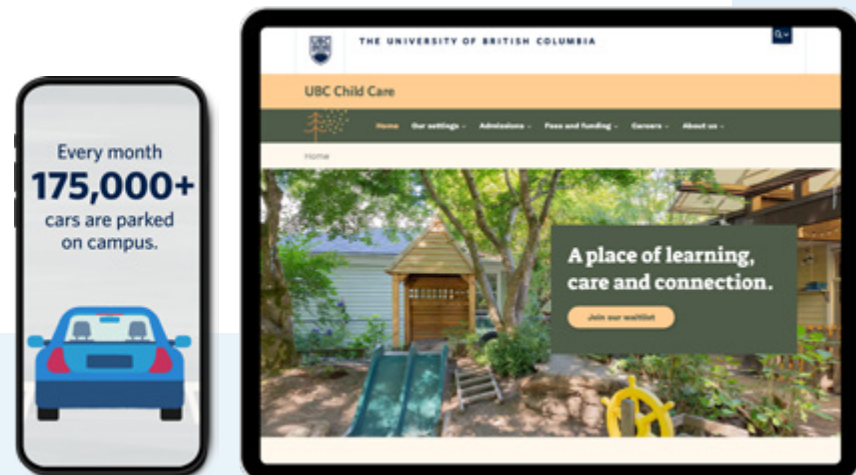 Every month
175,000+
cars are parked
on campus.
UBC
THE UNIVERSITY OF BRITISH COLUMBIA
UBC Child Care
Home Our settings Admissions Fees and funding Careers About us
Home
A place of learning,
care and connection.
Join our waitlist